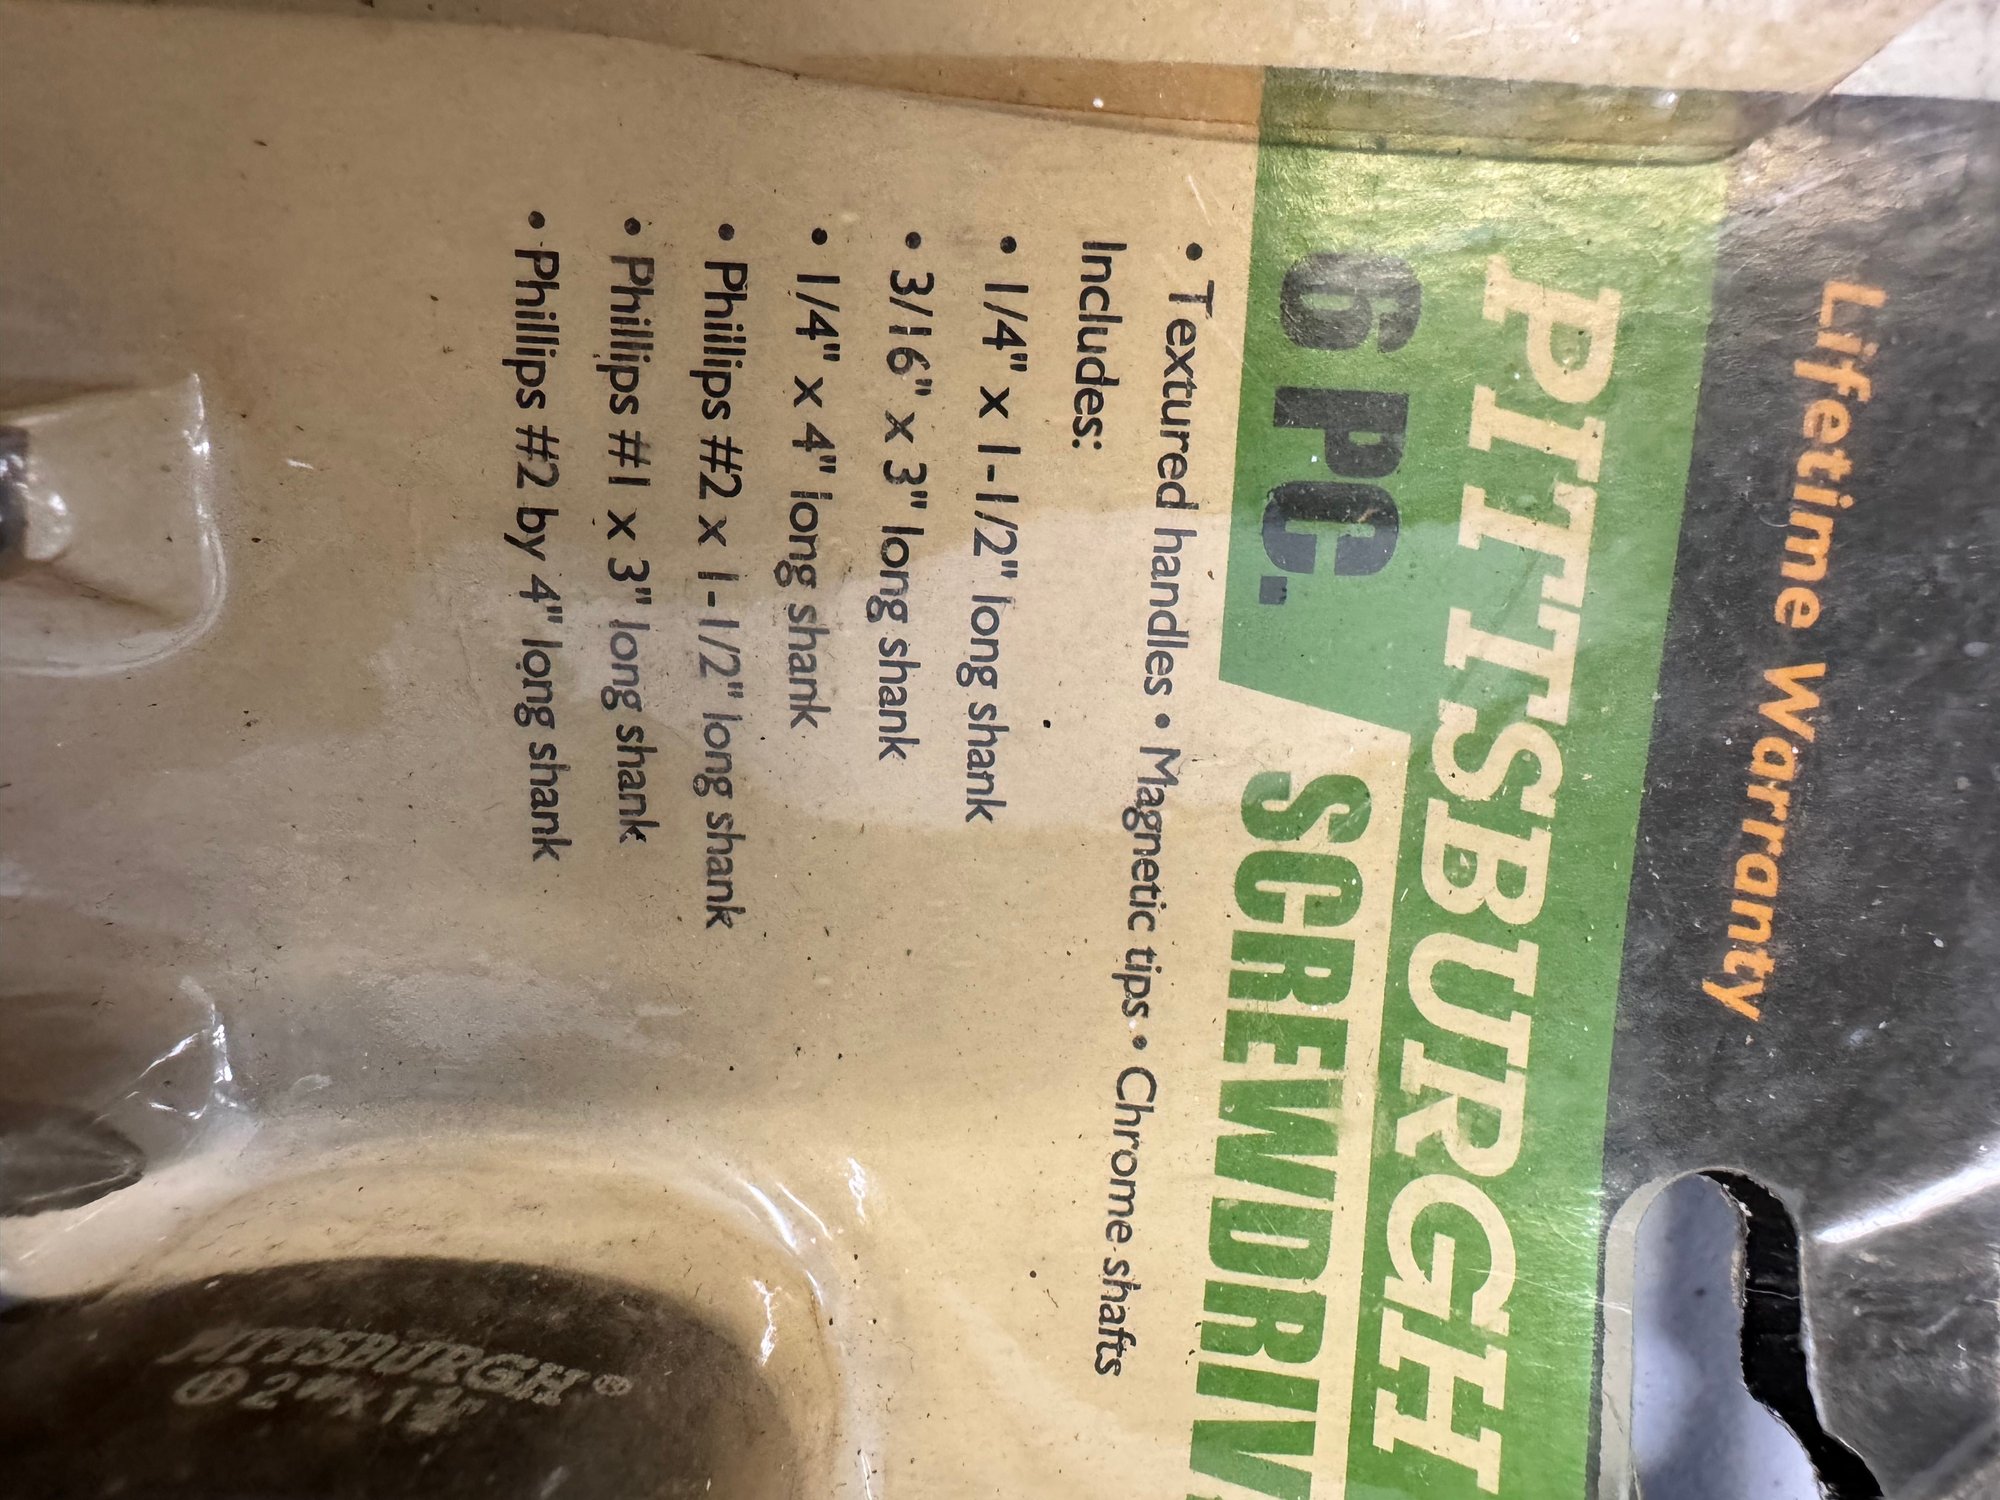 Lifetime Warranty
PITTSBURGH
6 PC. SCREWDRIV
• Textured handles • Magnetic tips • Chrome shafts
Includes:
• 1/4" x 1-1/2" long shank
• 3/16" x 3" long shank
• 1/4" x 4" long shank
• Phillips #2 x 1-1/2" long shank
• Phillips #1 x 3" long shank
• Phillips #2 by 4" long shank
PITTSBURGH®